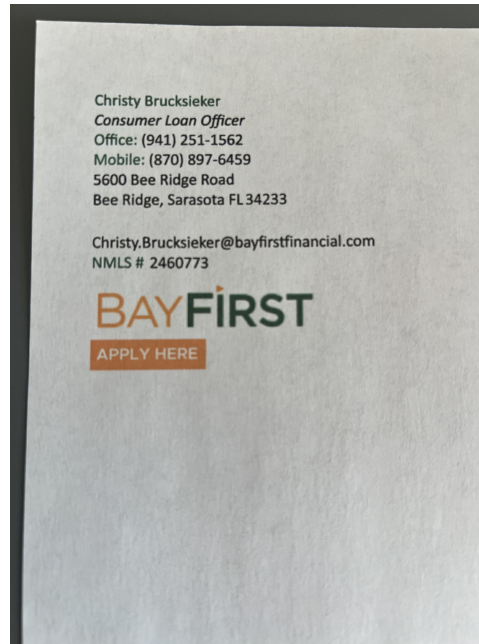 Christy Brucksieker
Consumer Loan Officer
Office: (941) 251-1562
Mobile: (870) 897-6459
5600 Bee Ridge Road
Bee Ridge, Sarasota FL 34233
Christy.Brucksieker@bayfirstfinancial.com
NMLS # 2460773
BAYFIRST
APPLY HERE